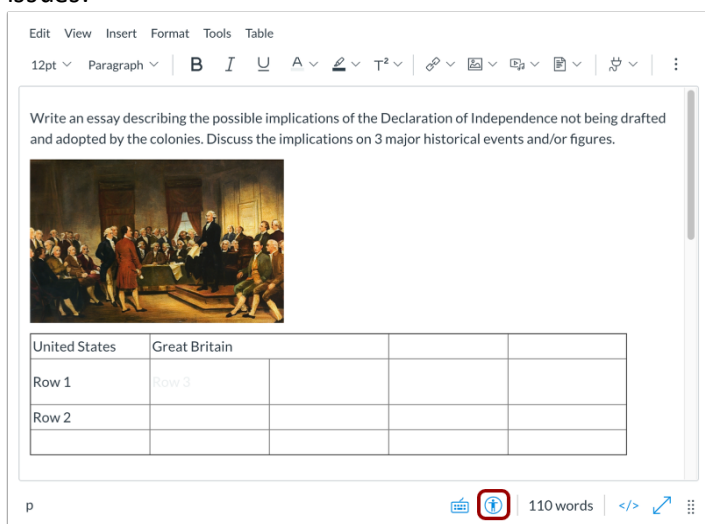 Edit View Insert Format Tools Table
12pt Paragraph B I U A T²
Write an essay describing the possible implications of the Declaration of Independence not being drafted
and adopted by the colonies. Discuss the implications on 3 major historical events and/or figures.
United States Great Britain
Row 1 Row 3
Row 2
p 110 words </>